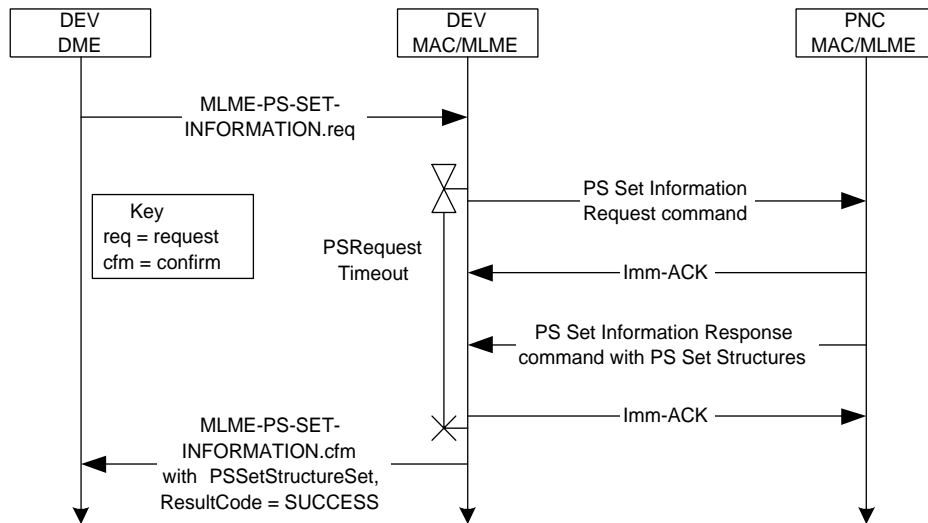 DEV
DME
DEV
MAC/MLME
PNC
MAC/MLME
MLME-PS-SET-
INFORMATION.req
PS Set Information
Request command
Key
req = request
cfm = confirm
PSRequest
Timeout
Imm-ACK
PS Set Information Response
command with PS Set Structures
Imm-ACK
MLME-PS-SET-
INFORMATION.cfm
with PSSetStructureSet,
ResultCode = SUCCESS